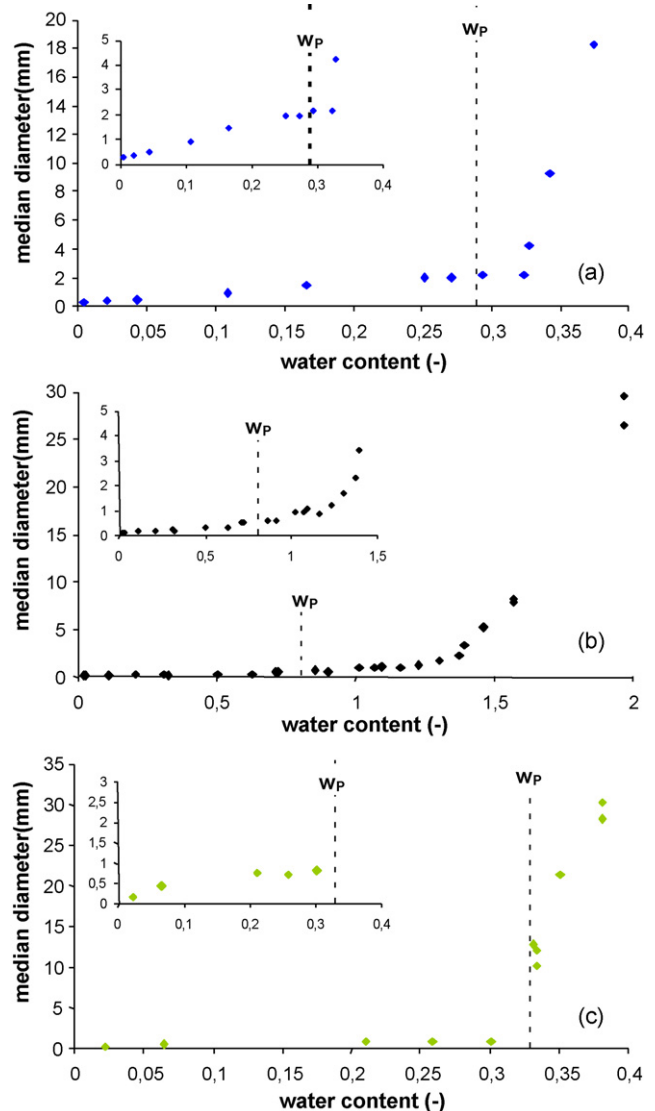 20
18
16
14
12
10
8
6
4
2
0
median diameter(mm)
5
4
3
2
1
0
0 0,1 0,2 0,3 0,4
wP
wP
(a)
0 0,05 0,1 0,15 0,2 0,25 0,3 0,35 0,4
water content (-)
30
25
20
15
10
5
0
median diameter(mm)
5
4
3
2
1
0
0 0,5 1 1,5
wP
wP
(b)
0 0,5 1 1,5 2
water content (-)
35
30
25
20
15
10
5
0
median diameter(mm)
3
2,5
2
1,5
1
0,5
0
0 0,1 0,2 0,3 0,4
wP
wP
(c)
0 0,05 0,1 0,15 0,2 0,25 0,3 0,35 0,4
water content (-)